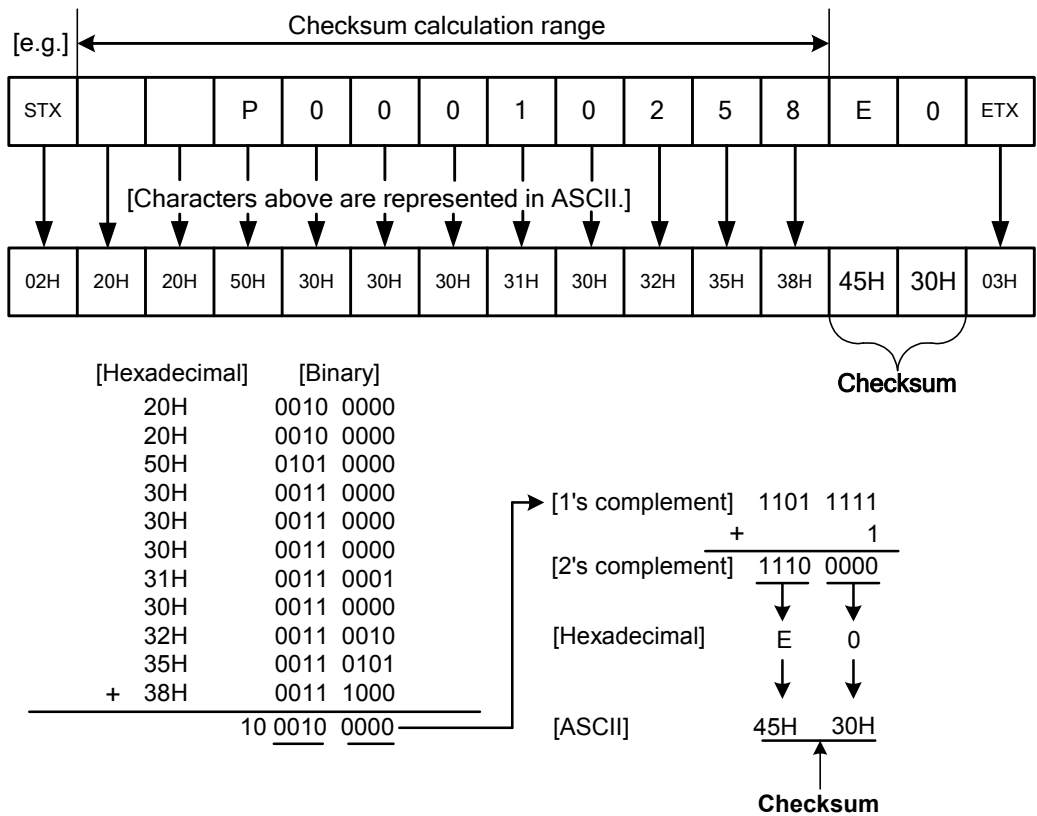 Checksum calculation range
[e.g.]
STX P 0 0 0 1 0 2 5 8 E 0 ETX
[Characters above are represented in ASCII.]
02H 20H 20H 50H 30H 30H 30H 31H 30H 32H 35H 38H 45H 30H 03H
Checksum
[Hexadecimal] [Binary]
20H 0010 0000
20H 0010 0000
50H 0101 0000
30H 0011 0000
30H 0011 0000
30H 0011 0000
31H 0011 0001
30H 0011 0000
32H 0011 0010
35H 0011 0101
+ 38H 0011 1000
10 0010 0000
[1's complement] 1101 1111
+ 1
[2's complement] 1110 0000
[Hexadecimal] E 0
[ASCII] 45H 30H
Checksum